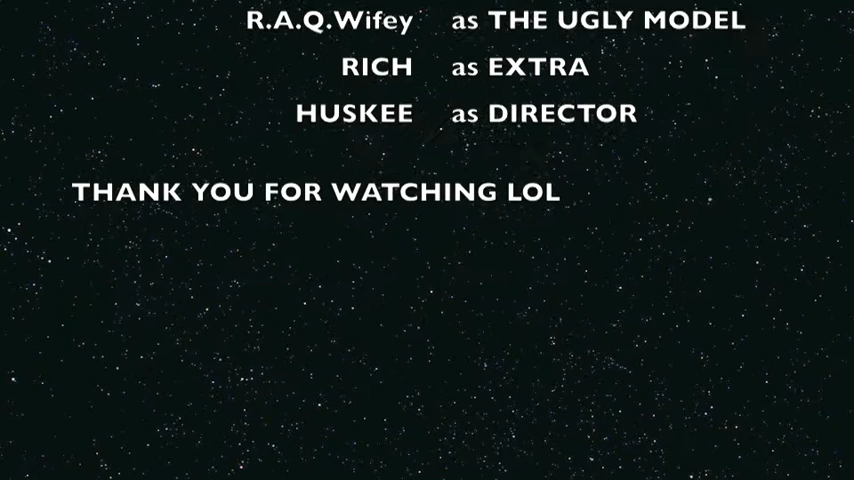 R.A.Q.Wifey as THE UGLY MODEL
RICH as EXTRA
HUSKEE as DIRECTOR
THANK YOU FOR WATCHING LOL